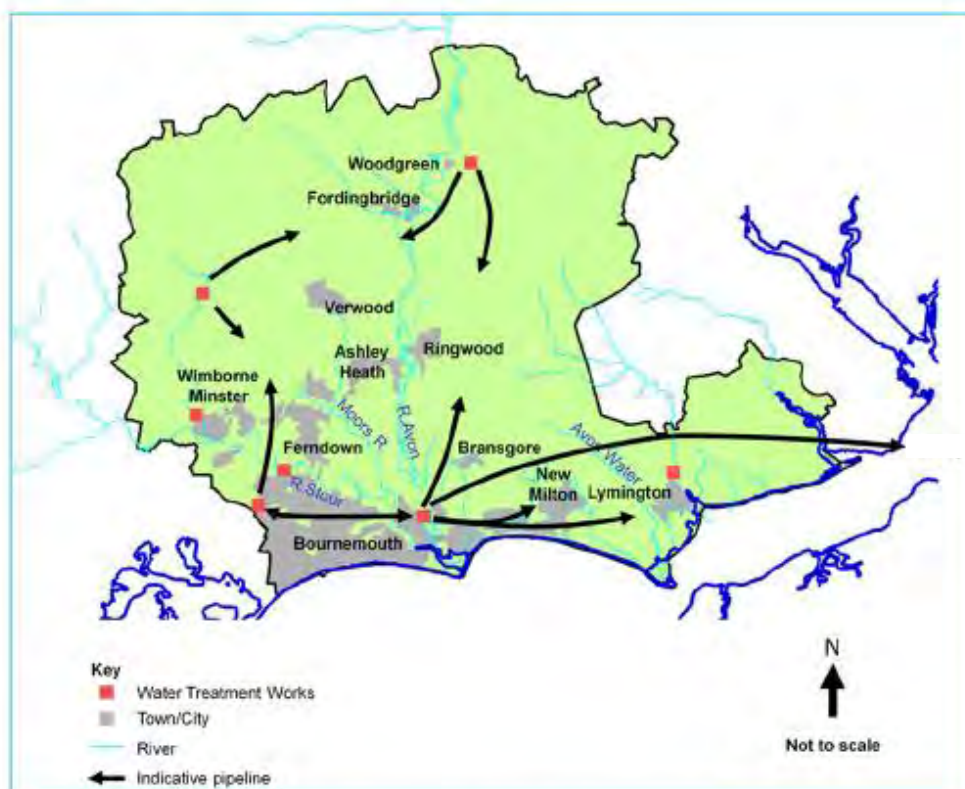 Woodgreen
Fordingbridge
Verwood
Ashley
Heath
Ringwood
Wimborne
Minster
Moors R
R.Avon
Ferndown
Bransgore
Avon Water
R.Stour
New
Milton
Lymington
Bournemouth
N
Not to scale
Key
Water Treatment Works
Town/City
River
Indicative pipeline